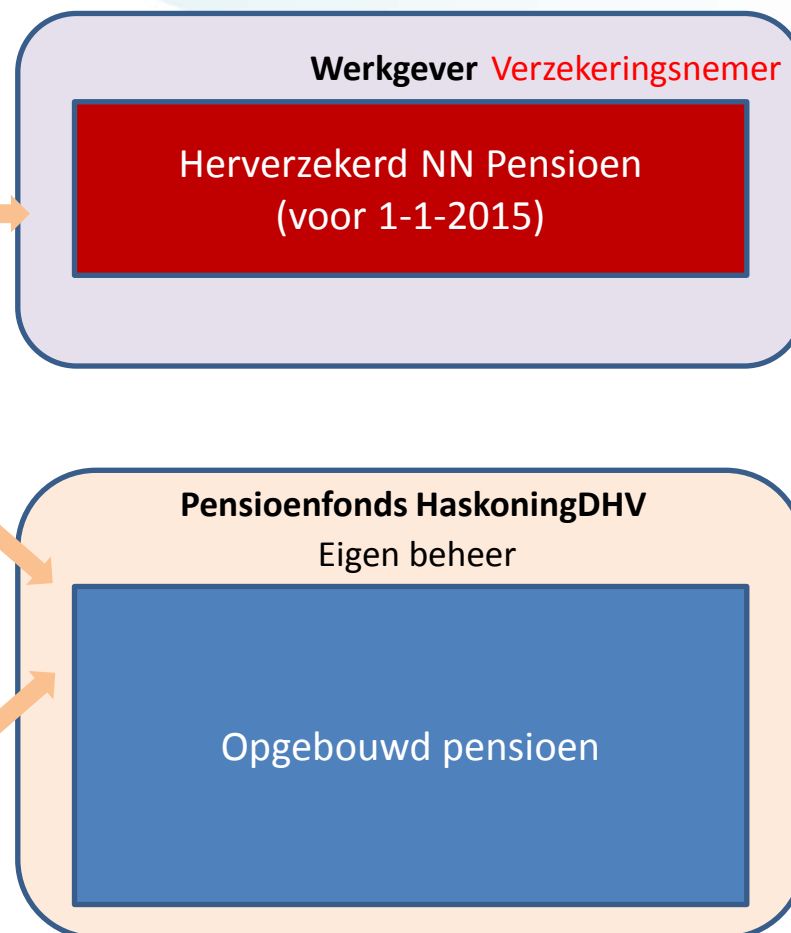 Werkgever Verzekeringsnemer
Herverzekerd NN Pensioen
(voor 1-1-2015)
Pensioenfonds HaskoningDHV
Eigen beheer
Opgebouwd pensioen